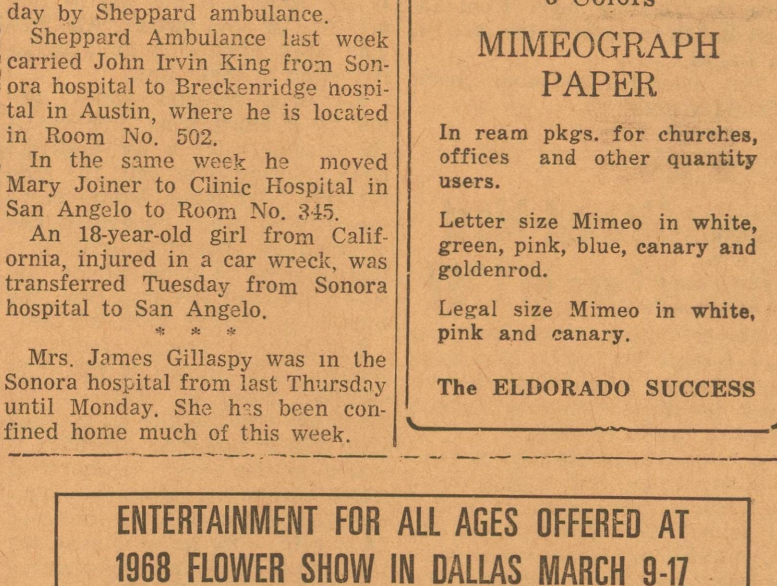 day by Sheppard ambulance.
Sheppard Ambulance last week
carried John Irvin King from Son-
ora hospital to Breckenridge hospi-
tal in Austin, where he is located
in Room No. 502.
In the same week he moved
Mary Joiner to Clinic Hospital in
San Angelo to Room No. 345.
An 18-year-old girl from Calif-
ornia, injured in a car wreck, was
transferred Tuesday from Sonora
hospital to San Angelo.
* * *
Mrs. James Gillaspy was in the
Sonora hospital from last Thursday
until Monday. She has been con-
fined home much of this week.
Colors
MIMEOGRAPH
PAPER
In ream pkgs. for churches,
offices and other quantity
users.
Letter size Mimeo in white,
green, pink, blue, canary and
goldenrod.
Legal size Mimeo in white,
pink and canary.
The ELDORADO SUCCESS
ENTERTAINMENT FOR ALL AGES OFFERED AT
1968 FLOWER SHOW IN DALLAS MARCH 9-17